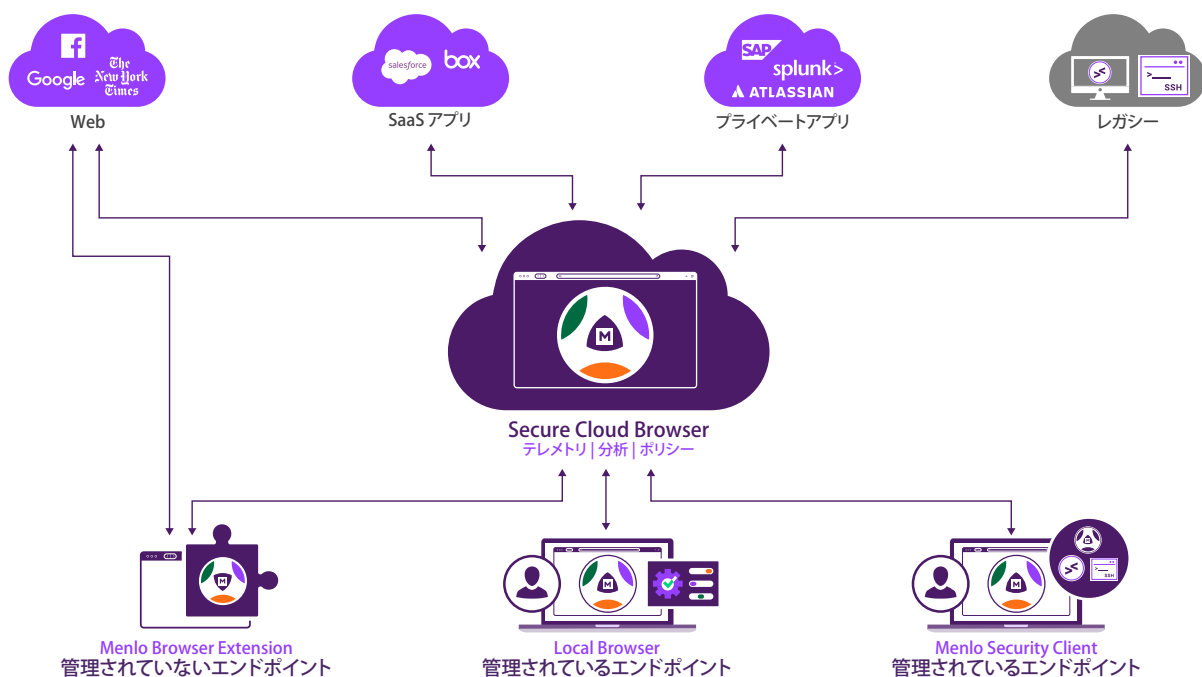 Google
The
New York
Times
Web
salesforce
box
SaaS アプリ
SAP
splunk>
ATLASSIAN
プライベートアプリ
>_
SSH
レガシー
M
Secure Cloud Browser
テレメトリ | 分析 | ポリシー
M
Menlo Browser Extension
管理されていないエンドポイント
M
Local Browser
管理されているエンドポイント
M
SSH
Menlo Security Client
管理されているエンドポイント